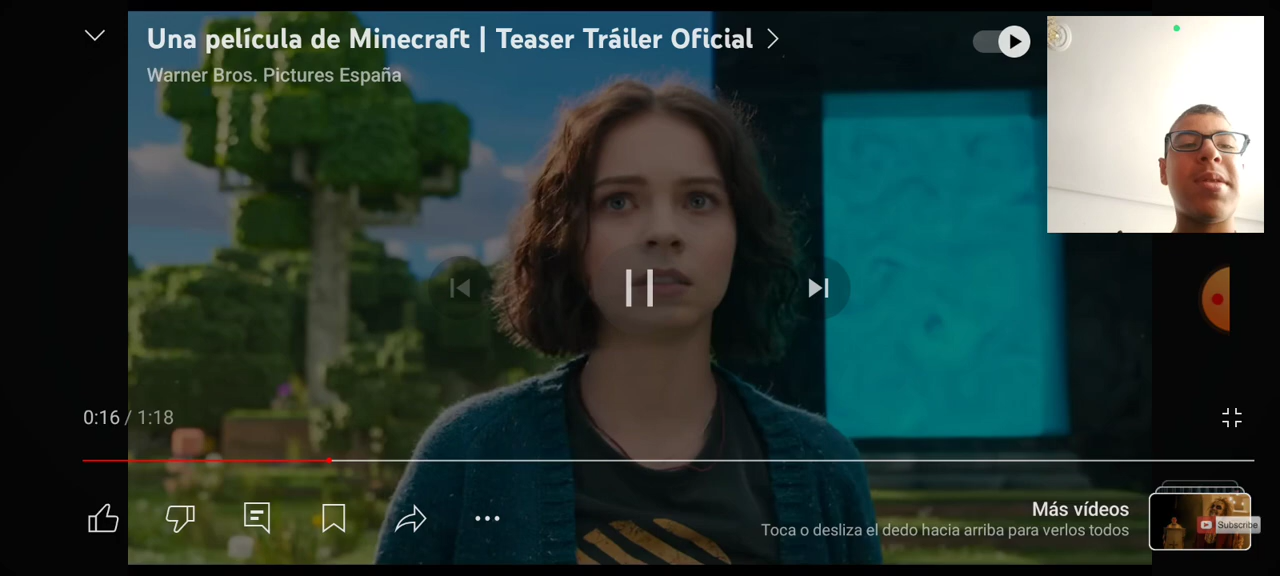 Una película de Minecraft | Teaser Tráiler Oficial
Warner Bros. Pictures España
0:16 / 1:18
Más vídeos
Toca o desliza el dedo hacia arriba para verlos todos
Subscribe